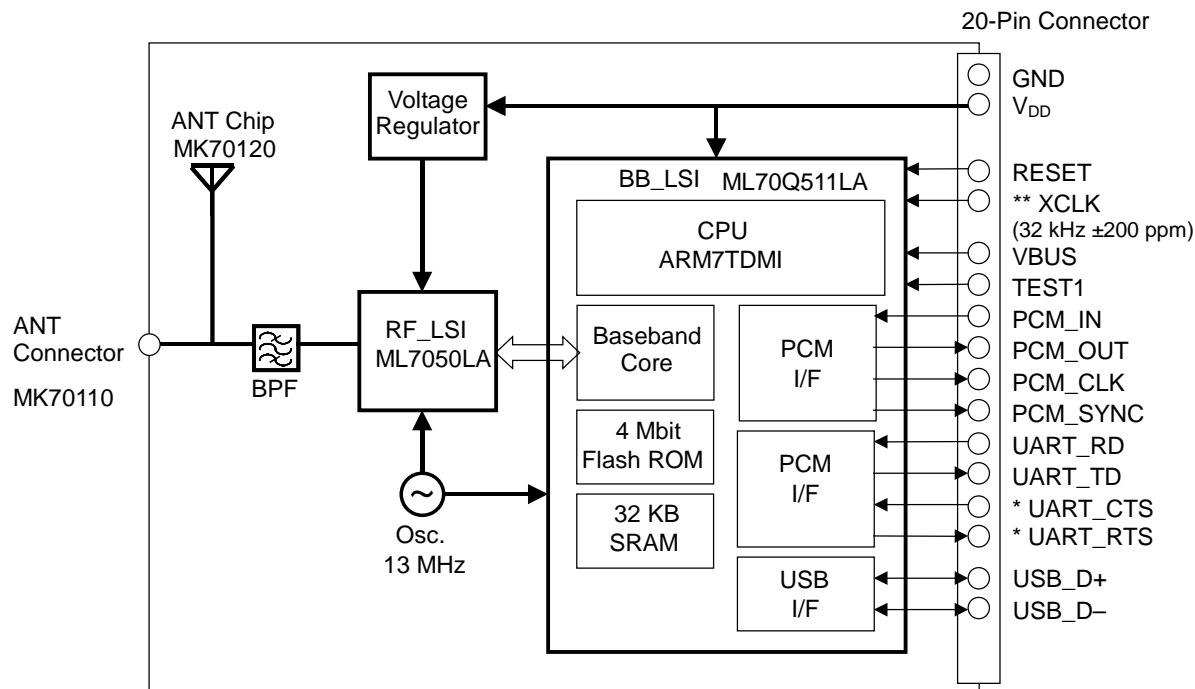 20-Pin Connector
GND
VDD
Voltage
Regulator
ANT Chip
MK70120
BB_LSI ML70Q511LA
RESET
** XCLK
(32 kHz ±200 ppm)
CPU
ARM7TDMI
VBUS
TEST1
ANT
Connector
MK70110
BPF
RF_LSI
ML7050LA
Baseband
Core
PCM
I/F
PCM_IN
PCM_OUT
PCM_CLK
PCM_SYNC
4 Mbit
Flash ROM
PCM
I/F
UART_RD
UART_TD
* UART_CTS
* UART_RTS
~
Osc.
13 MHz
32 KB
SRAM
USB
I/F
USB_D+
USB_D–